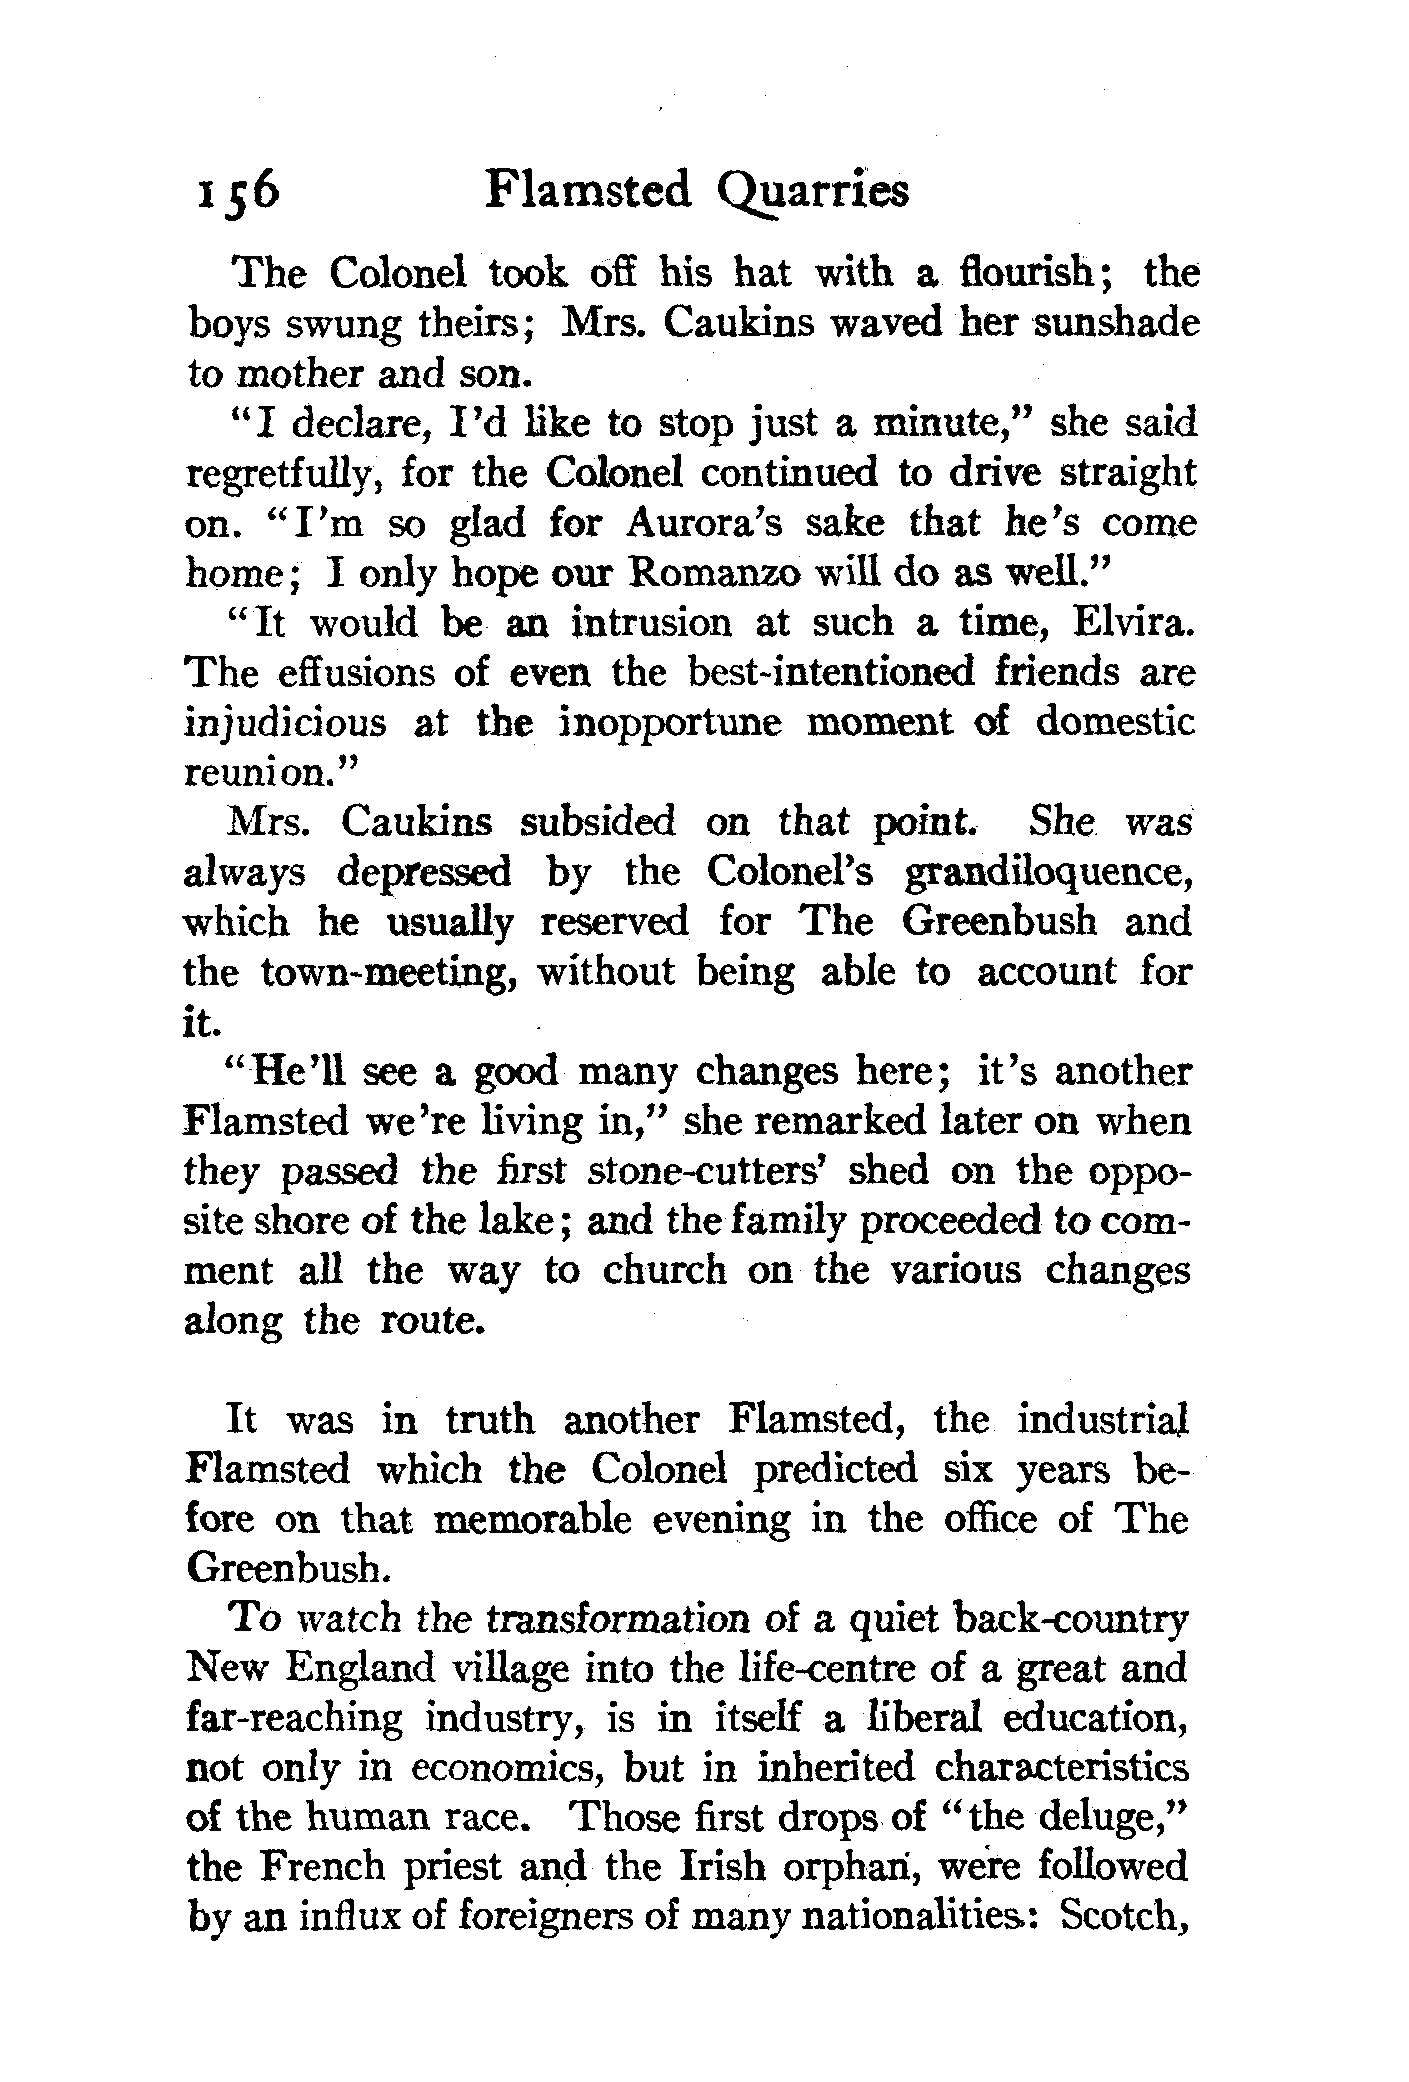 156 Flamsted Quarries
The Colonel took off his hat with a flourish; the
boys swung theirs; Mrs. Caukins waved her sunshade
to mother and son.
"I declare, I'd like to stop just a minute," she said
regretfully, for the Colonel continued to drive straight
on. "I'm so glad for Aurora's sake that he's come
home; I only hope our Romanzo will do as well."
"It would be an intrusion at such a time, Elvira.
The effusions of even the best-intentioned friends are
injudicious at the inopportune moment of domestic
reunion."
Mrs. Caukins subsided on that point. She was
always depressed by the Colonel's grandiloquence,
which he usually reserved for The Greenbush and
the town-meeting, without being able to account for
it.
"He'll see a good many changes here; it's another
Flamsted we're living in," she remarked later on when
they passed the first stone-cutters' shed on the oppo-
site shore of the lake; and the family proceeded to com-
ment all the way to church on the various changes
along the route.
It was in truth another Flamsted, the industrial
Flamsted which the Colonel predicted six years be-
fore on that memorable evening in the office of The
Greenbush.
To watch the transformation of a quiet back-country
New England village into the life-centre of a great and
far-reaching industry, is in itself a liberal education,
not only in economics, but in inherited characteristics
of the human race. Those first drops of "the deluge,"
the French priest and the Irish orphan, were followed
by an influx of foreigners of many nationalities: Scotch,